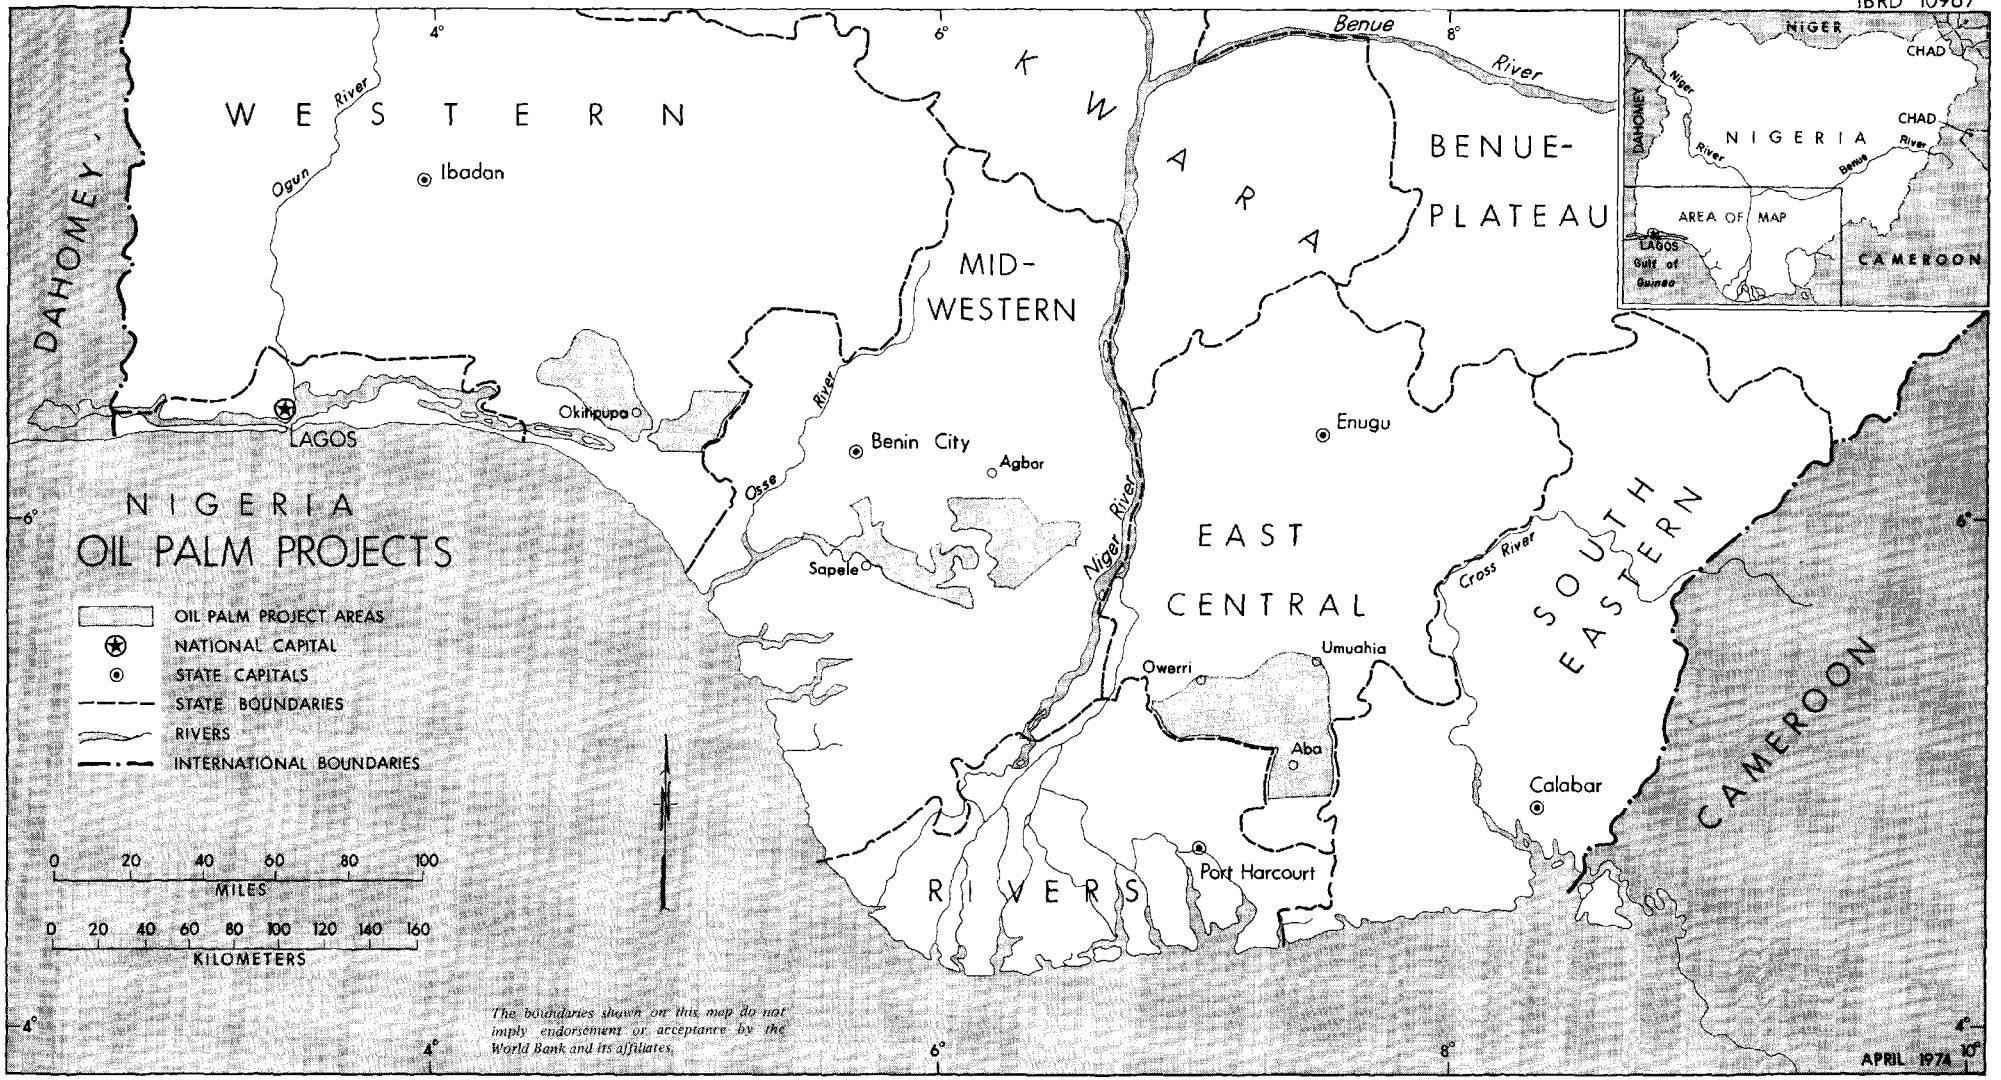 IBRD 10967
4°
6°
8°
Benue River
NIGER
CHAD
Niger
CHAD
DAHOMEY
NIGERIA
River
Benue River
AREA OF MAP
LAGOS
Gulf of
Guinea
CAMEROON
KWARA
WESTERN
Ogun River
Ibadan
BENUE-
PLATEAU
DAHOMEY
MID-
WESTERN
Okitipupa
River
LAGOS
Benin City
Agbor
Enugu
Osse
Niger River
6°
6°
EAST
CENTRAL
SOUTH
EASTERN
Cross River
Sapele
Umuahia
Owerri
Aba
Calabar
CAMEROON
Port Harcourt
RIVERS
NIGERIA
OIL PALM PROJECTS
OIL PALM PROJECT AREAS
NATIONAL CAPITAL
STATE CAPITALS
STATE BOUNDARIES
RIVERS
INTERNATIONAL BOUNDARIES
N
0 20 40 60 80 100
MILES
0 20 40 60 80 100 120 140 160
KILOMETERS
The boundaries shown on this map do not
imply endorsement or acceptance by the
World Bank and its affiliates.
4°
4°
4°
6°
8°
10°
APRIL 1974